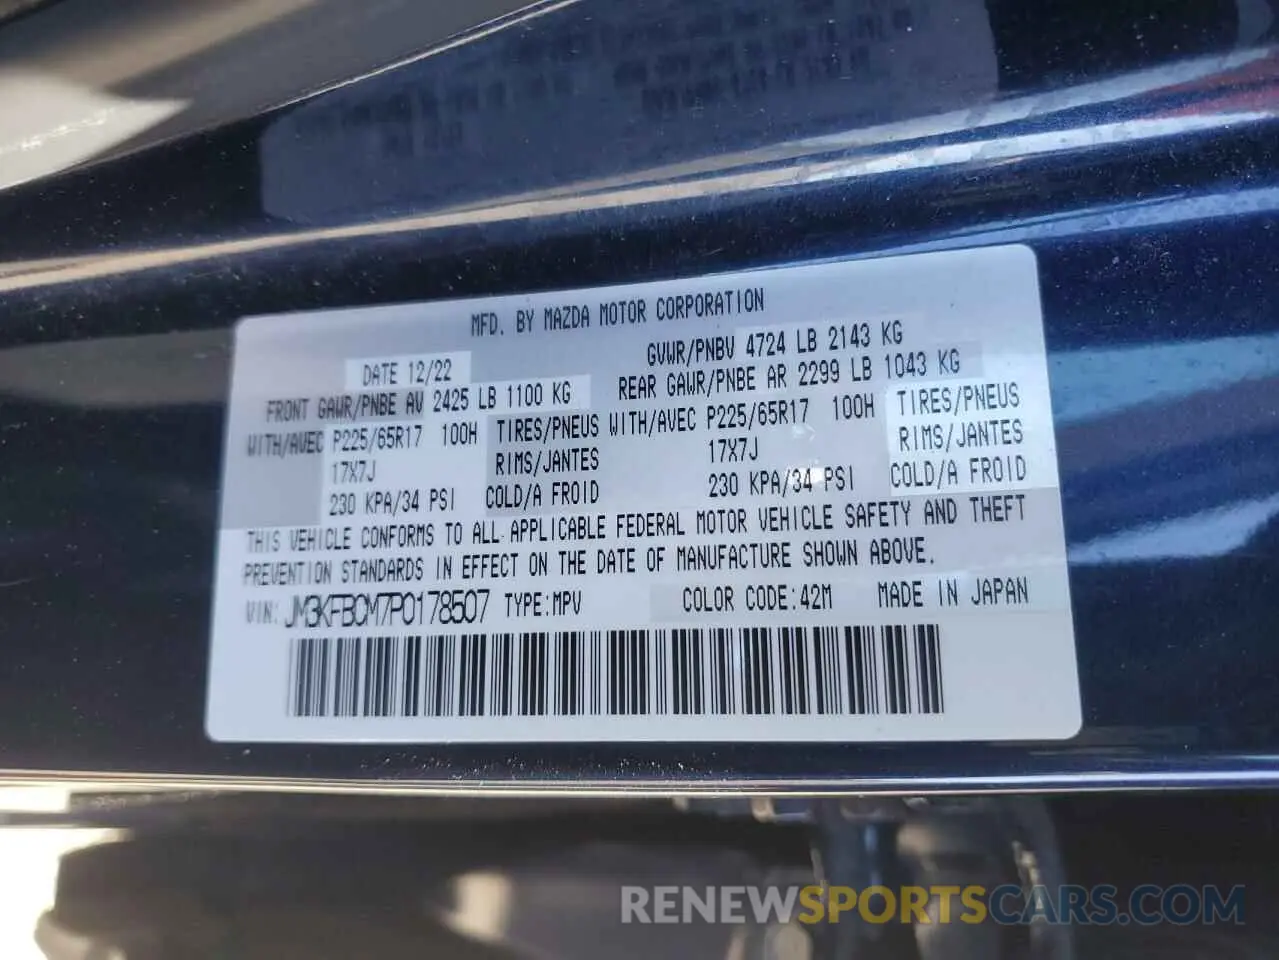 MFD. BY MAZDA MOTOR CORPORATION
DATE 12/22 GVWR/PNBV 4724 LB 2143 KG
FRONT GAWR/PNBE AV 2425 LB 1100 KG REAR GAWR/PNBE AR 2299 LB 1043 KG
WITH/AVEC P225/65R17 100H TIRES/PNEUS WITH/AVEC P225/65R17 100H TIRES/PNEUS
17X7J RIMS/JANTES 17X7J RIMS/JANTES
230 KPA/34 PSI COLD/A FROID 230 KPA/34 PSI COLD/A FROID
THIS VEHICLE CONFORMS TO ALL APPLICABLE FEDERAL MOTOR VEHICLE SAFETY AND THEFT
PREVENTION STANDARDS IN EFFECT ON THE DATE OF MANUFACTURE SHOWN ABOVE.
VIN: JM3KFBCM7P0178507 TYPE:MPV COLOR CODE:42M MADE IN JAPAN
RENEWSPORTSCARS.COM